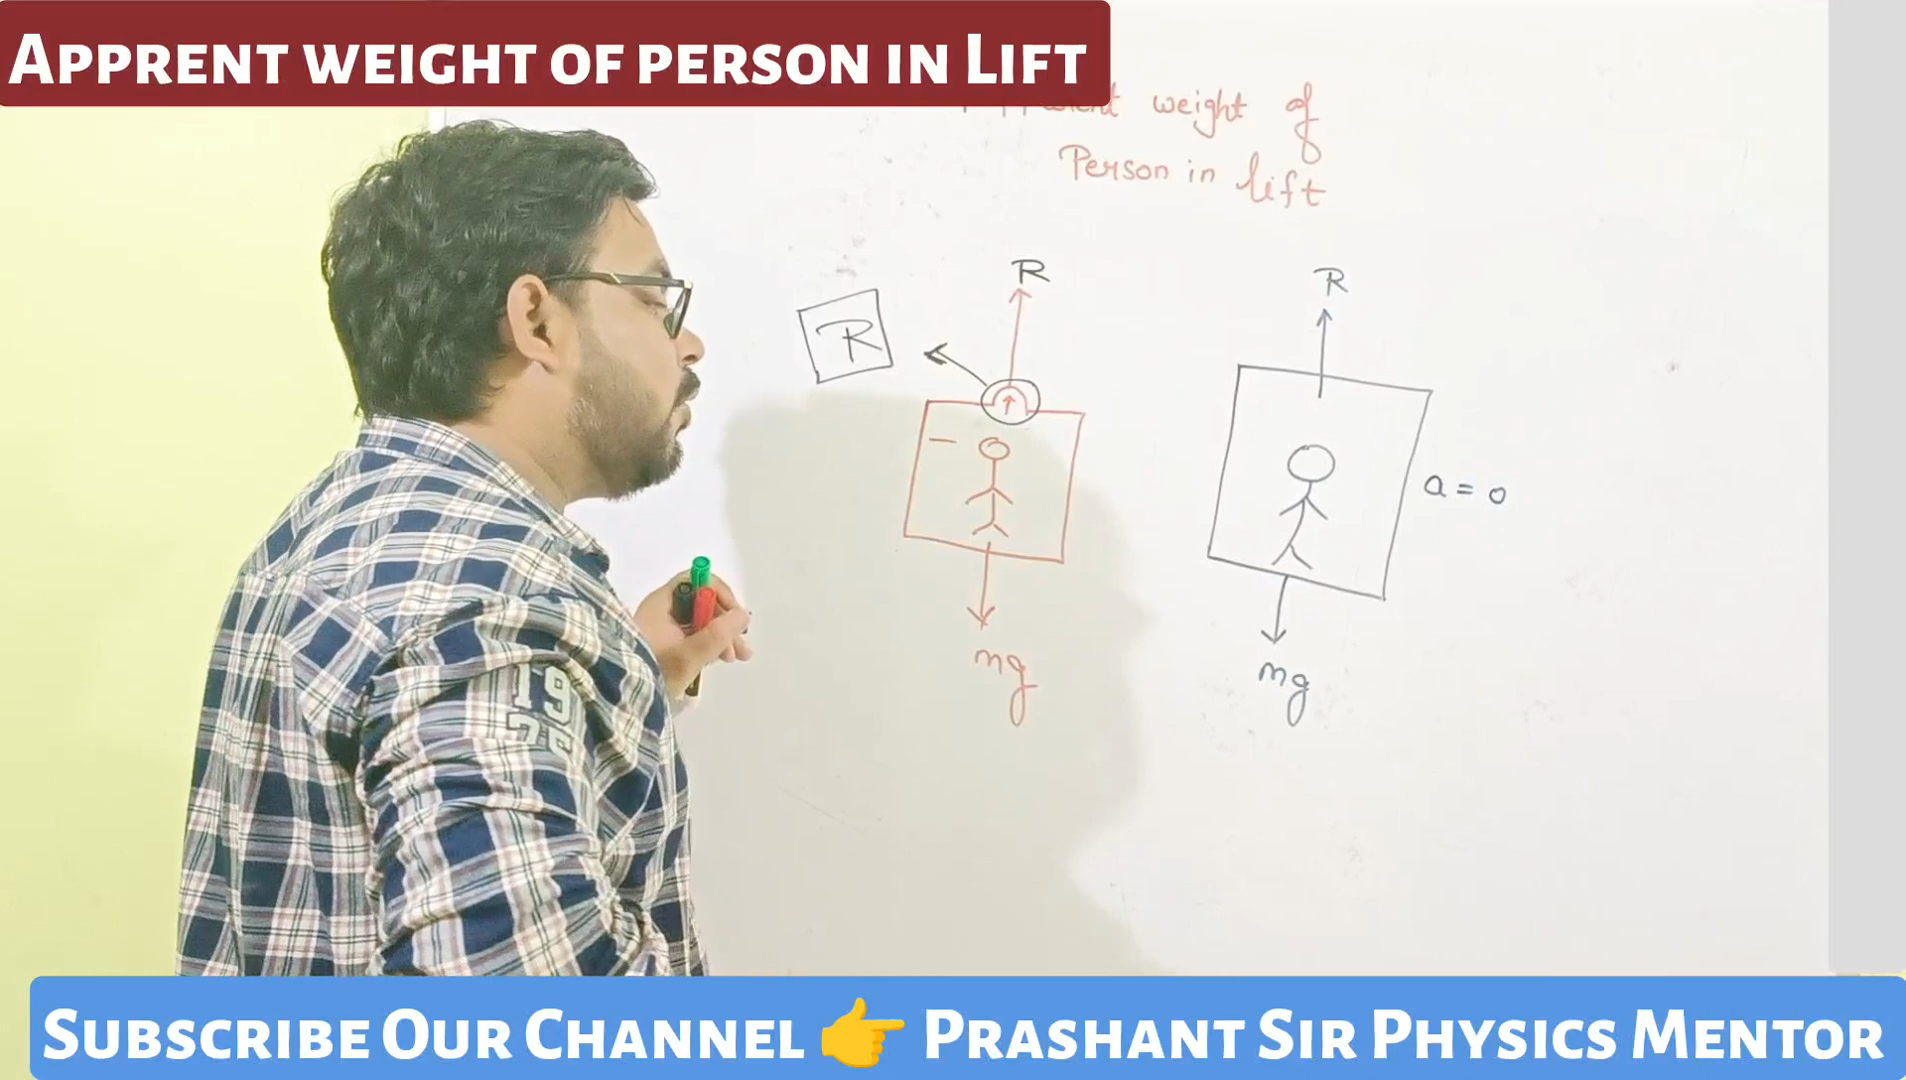 APPRENT WEIGHT OF PERSON IN LIFT
weight of
Person in lift
R
R
R
a = 0
mg
mg
19
75
SUBSCRIBE OUR CHANNEL 👉 PRASHANT SIR PHYSICS MENTOR